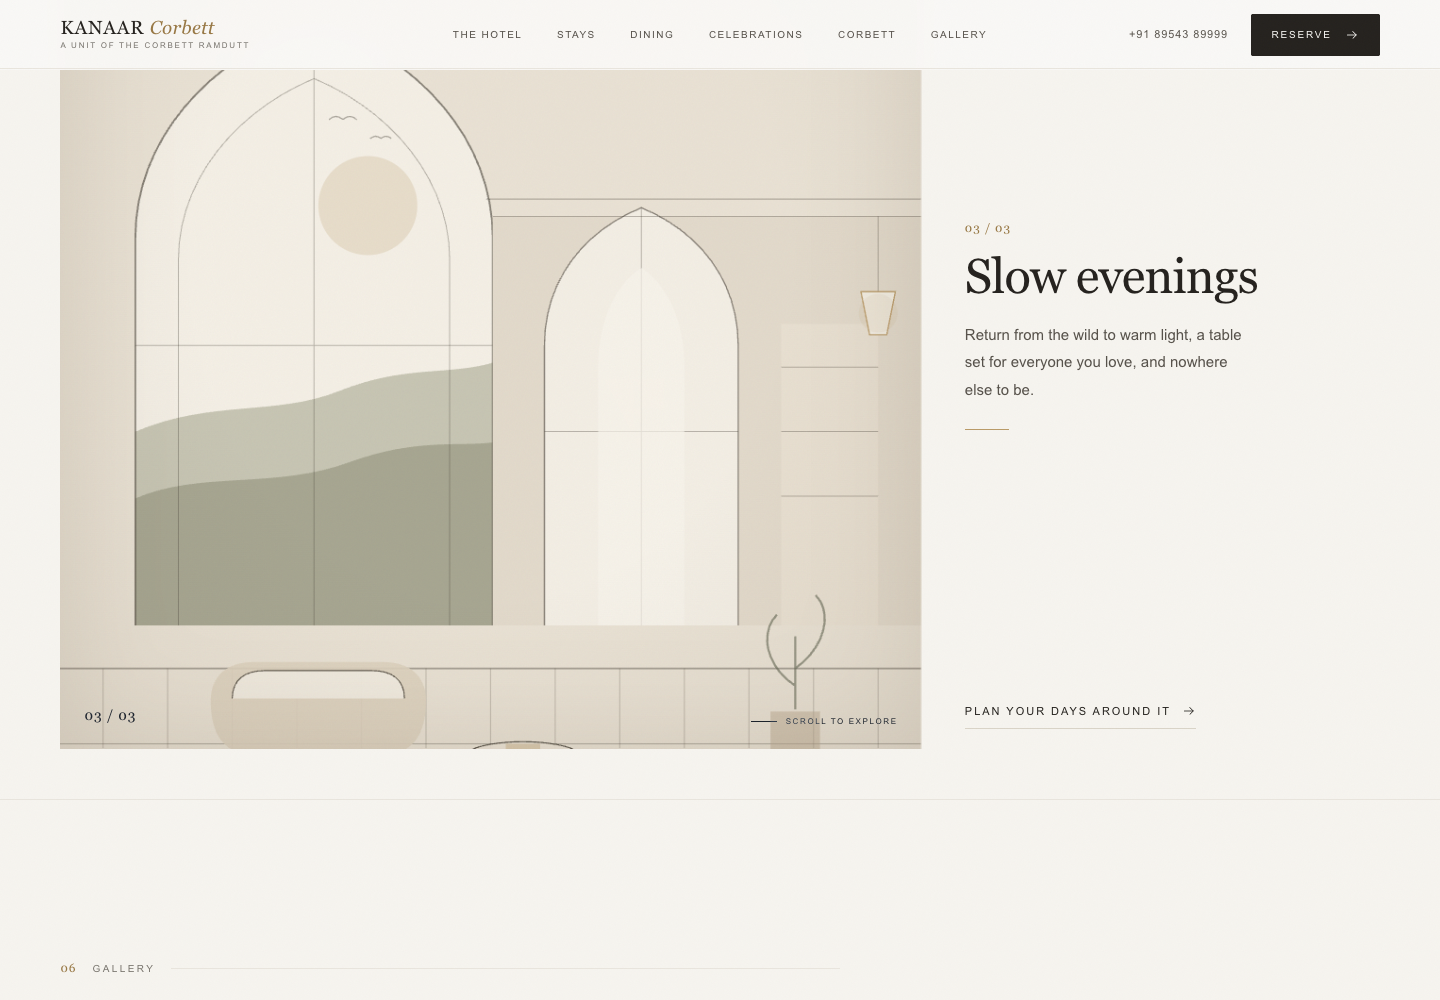 KANAAR Corbett
A UNIT OF THE CORBETT RAMDUTT
THE HOTEL
STAYS
DINING
CELEBRATIONS
CORBETT
GALLERY
+91 89543 89999
RESERVE
03 / 03
Slow evenings
Return from the wild to warm light, a table
set for everyone you love, and nowhere
else to be.
03 / 03
SCROLL TO EXPLORE
PLAN YOUR DAYS AROUND IT
06 GALLERY